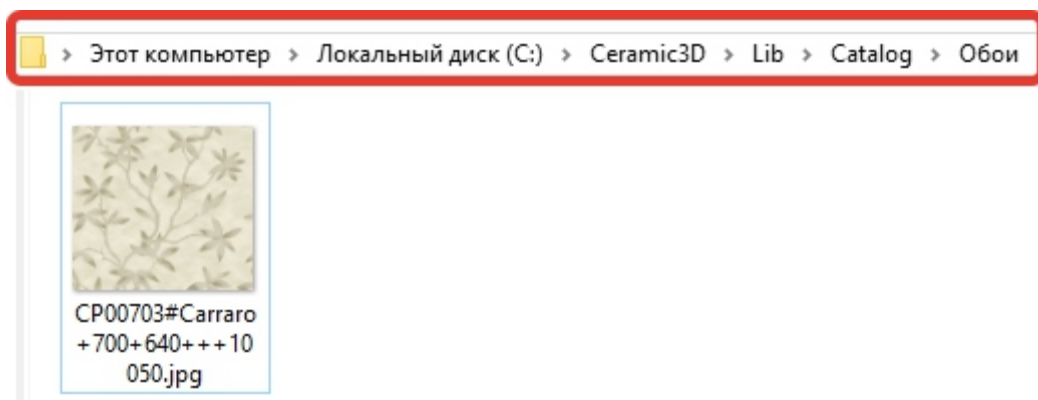 > Этот компьютер > Локальный диск (C:) > Ceramic3D > Lib > Catalog > Обои
CP00703#Carraro
+700+640+++10
050.jpg